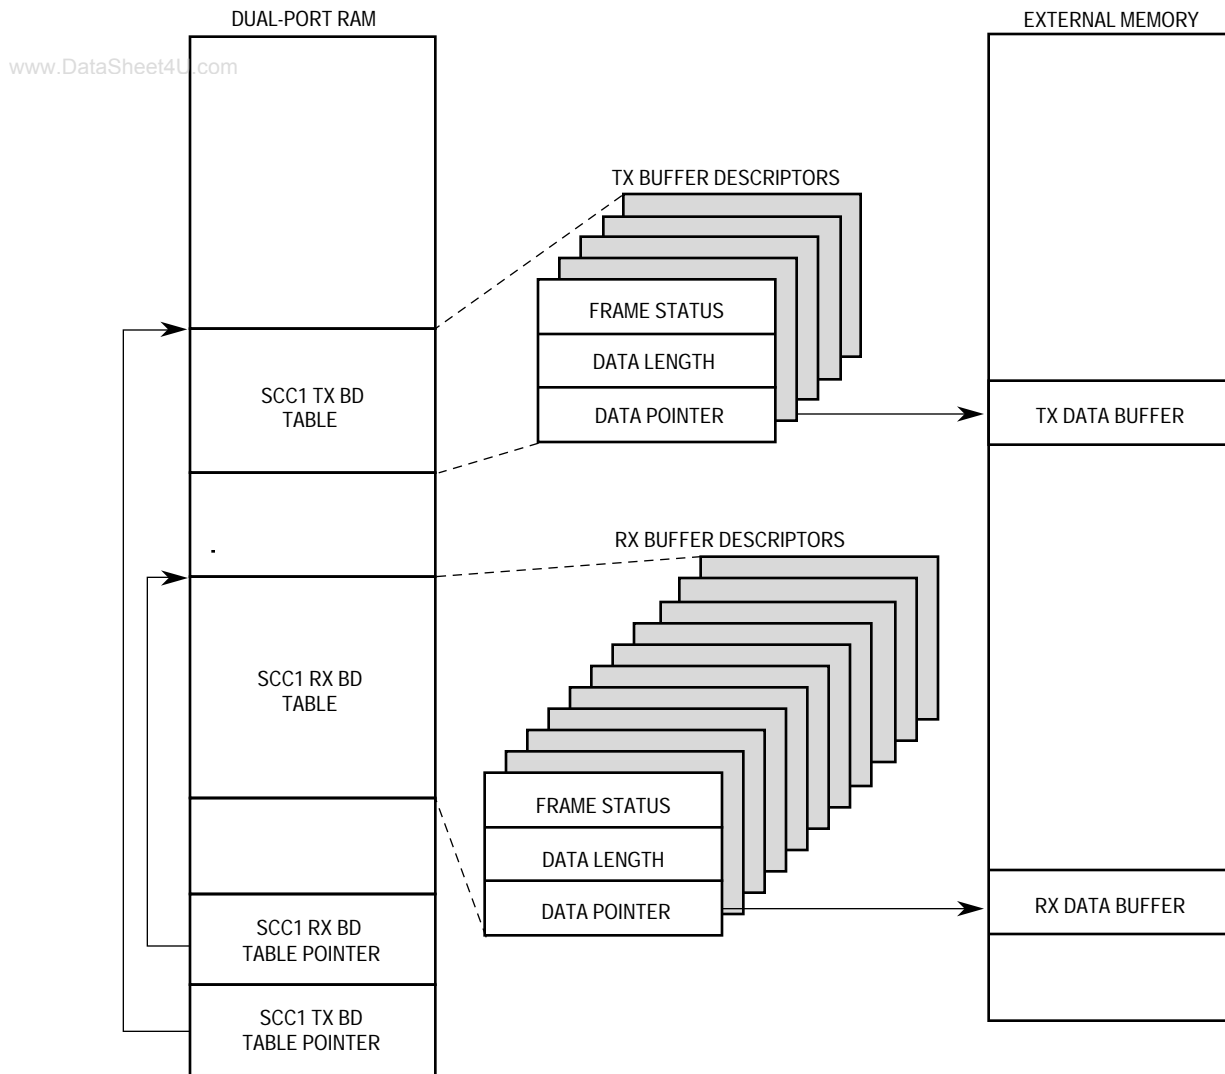 DUAL-PORT RAM
EXTERNAL MEMORY
www.DataSheet4U.com
TX BUFFER DESCRIPTORS
FRAME STATUS
DATA LENGTH
DATA POINTER
SCC1 TX BD
TABLE
TX DATA BUFFER
RX BUFFER DESCRIPTORS
SCC1 RX BD
TABLE
FRAME STATUS
DATA LENGTH
DATA POINTER
RX DATA BUFFER
SCC1 RX BD
TABLE POINTER
SCC1 TX BD
TABLE POINTER